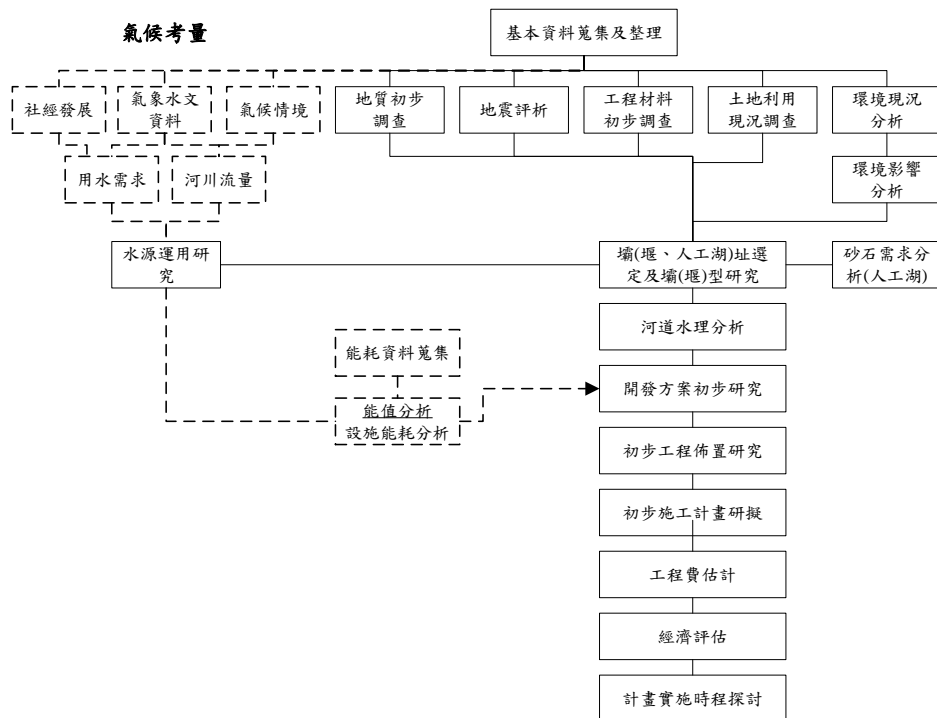 氣候考量
基本資料蒐集及整理
社經發展
氣象水文
資料
氣候情境
地質初步
調查
地震評析
工程材料
初步調查
土地利用
現況調查
環境現況
分析
用水需求
河川流量
環境影響
分析
水源運用研
究
壩(堰、人工湖)址選
定及壩(堰)型研究
砂石需求分
析(人工湖)
河道水理分析
能耗資料蒐集
開發方案初步研究
能值分析
設施能耗分析
初步工程佈置研究
初步施工計畫研擬
工程費估計
經濟評估
計畫實施時程探討